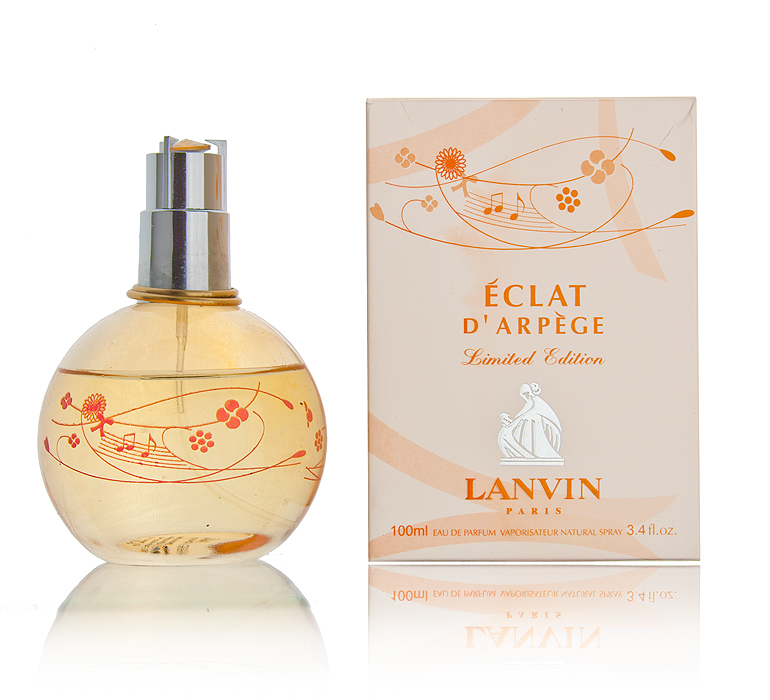 ÉCLAT
D'ARPÈGE
Limited Edition
LANVIN
PARIS
100ml EAU DE PARFUM VAPORISATEUR NATURAL SPRAY 3.4 fl.oz.